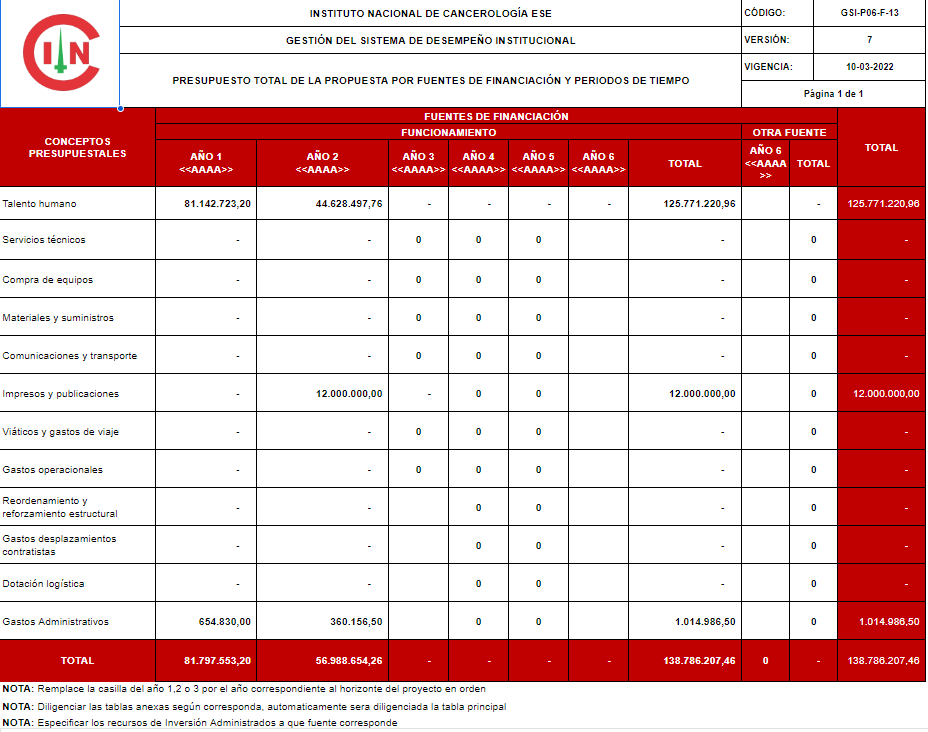 INSTITUTO NACIONAL DE CANCEROLOGÍA ESE
CÓDIGO: GSI-P06-F-13
GESTIÓN DEL SISTEMA DE DESEMPEÑO INSTITUCIONAL
VERSIÓN: 7
PRESUPUESTO TOTAL DE LA PROPUESTA POR FUENTES DE FINANCIACIÓN Y PERIODOS DE TIEMPO
VIGENCIA: 10-03-2022
Página 1 de 1
CIN
CONCEPTOS
PRESUPUESTALES
FUENTES DE FINANCIACIÓN
FUNCIONAMIENTO
OTRA FUENTE
TOTAL
AÑO 1
<<AAAA>>
AÑO 2
<<AAAA>>
AÑO 3
<<AAAA>>
AÑO 4
<<AAAA>>
AÑO 5
<<AAAA>>
AÑO 6
<<AAAA>>
TOTAL
AÑO 6
<<AAAA
>>
TOTAL
Talento humano 81.142.723,20 44.628.497,76 - - - - 125.771.220,96 - 125.771.220,96
Servicios técnicos - - 0 0 0 - 0 -
Compra de equipos - - 0 0 0 - 0 -
Materiales y suministros - - 0 0 0 - 0 -
Comunicaciones y transporte - - 0 0 0 - 0 -
Impresos y publicaciones - 12.000.000,00 - 0 0 12.000.000,00 0 12.000.000,00
Viáticos y gastos de viaje - - 0 0 0 - 0 -
Gastos operacionales - - 0 0 0 - 0 -
Reordenamiento y
reforzamiento estructural - - 0 0 - 0 -
Gastos desplazamientos
contratistas - - 0 0 - 0 -
Dotación logística - - 0 0 - 0 -
Gastos Administrativos 654.830,00 360.156,50 0 0 1.014.986,50 0 1.014.986,50
TOTAL 81.797.553,20 56.988.654,26 - - - - 138.786.207,46 0 - 138.786.207,46
NOTA: Remplace la casilla del año 1,2 o 3 por el año correspondiente al horizonte del proyecto en orden
NOTA: Diligenciar las tablas anexas según corresponda, automaticamente sera diligenciada la tabla principal
NOTA: Especificar los recursos de Inversión Administrados a que fuente corresponde